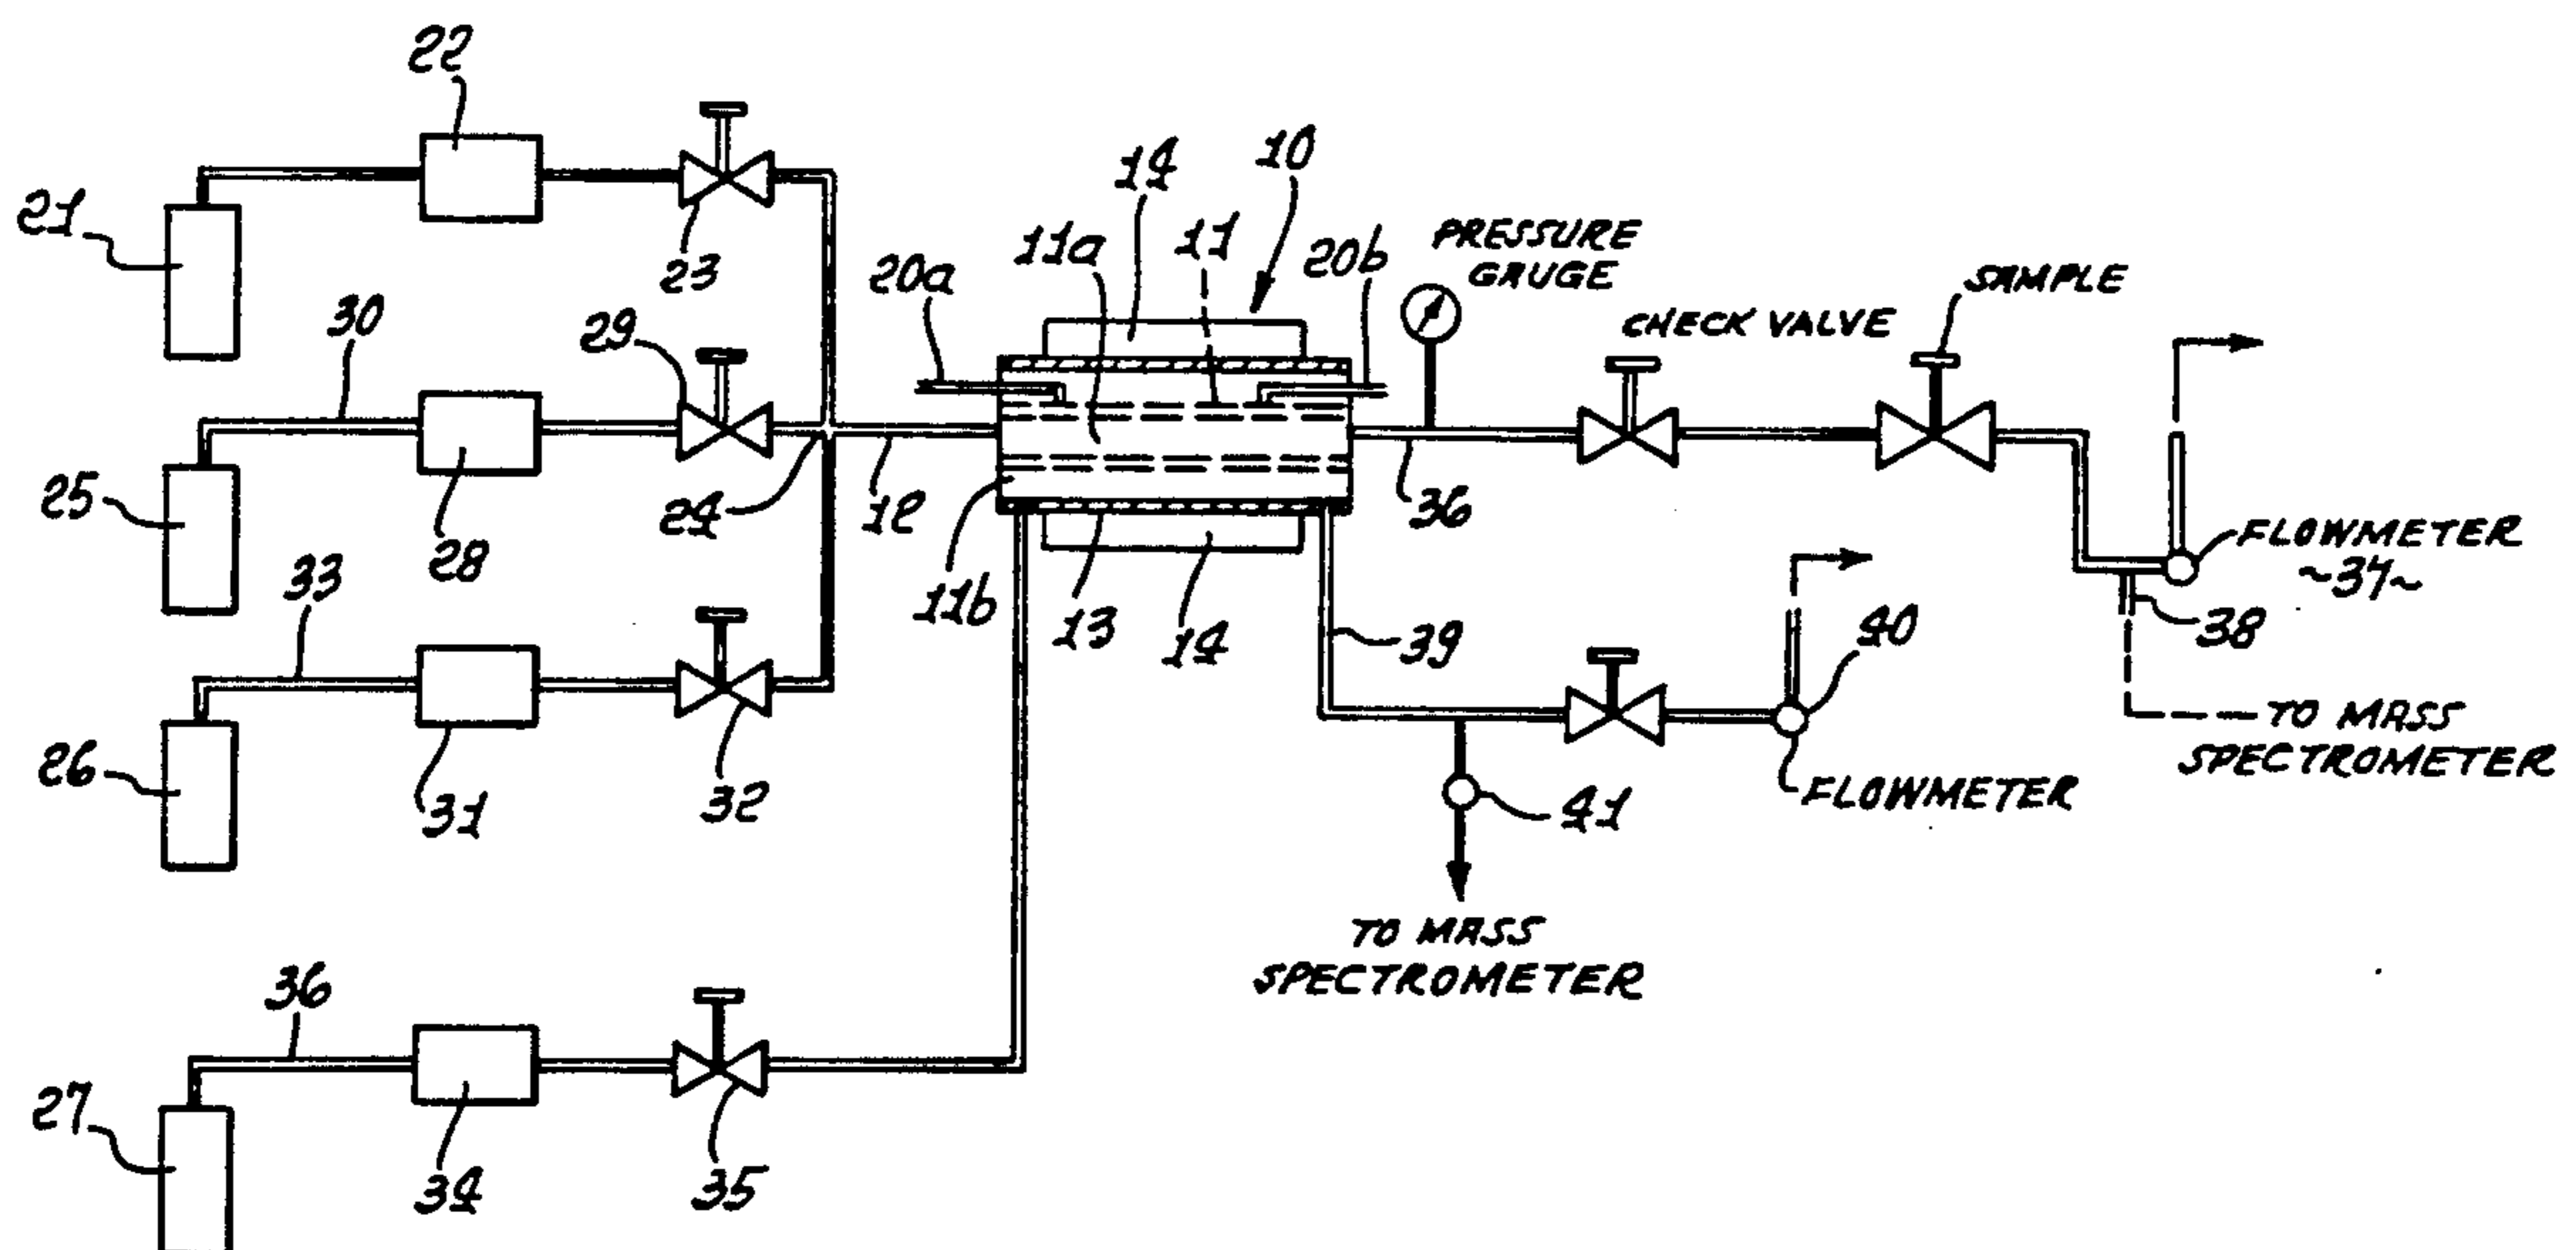 22
21
23
14
10
11a
11
20a
20b
PRESSURE
GAUGE
SAMPLE
CHECK VALVE
30
29
25
28
24
12
36
11b
13
14
FLOWMETER
~37~
38
33
39
40
26
31
32
TO MASS
SPECTROMETER
FLOWMETER
41
TO MASS
SPECTROMETER
36
27
34
35